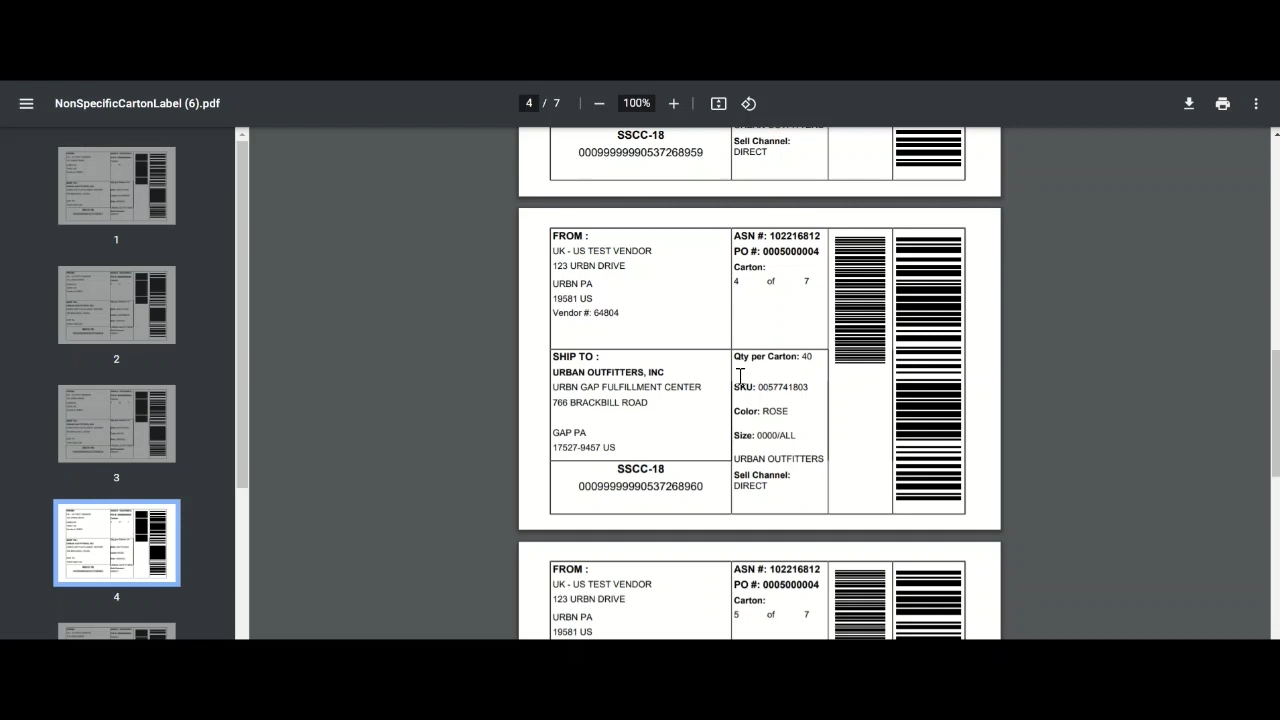 NonSpecificCartonLabel (6).pdf
4 / 7
100%
1
2
3
4
SSCC-18
00099999990537268959
Sell Channel:
DIRECT
FROM :
UK - US TEST VENDOR
123 URBN DRIVE
URBN PA
19581 US
Vendor #: 64804
ASN #: 102216812
PO #: 0005000004
Carton:
4 of 7
SHIP TO :
URBAN OUTFITTERS, INC
URBN GAP FULFILLMENT CENTER
766 BRACKBILL ROAD
GAP PA
17527-9457 US
Qty per Carton: 40
SKU: 0057741803
Color: ROSE
Size: 0000/ALL
URBAN OUTFITTERS
Sell Channel:
DIRECT
SSCC-18
00099999990537268960
FROM :
UK - US TEST VENDOR
123 URBN DRIVE
URBN PA
19581 US
ASN #: 102216812
PO #: 0005000004
Carton:
5 of 7